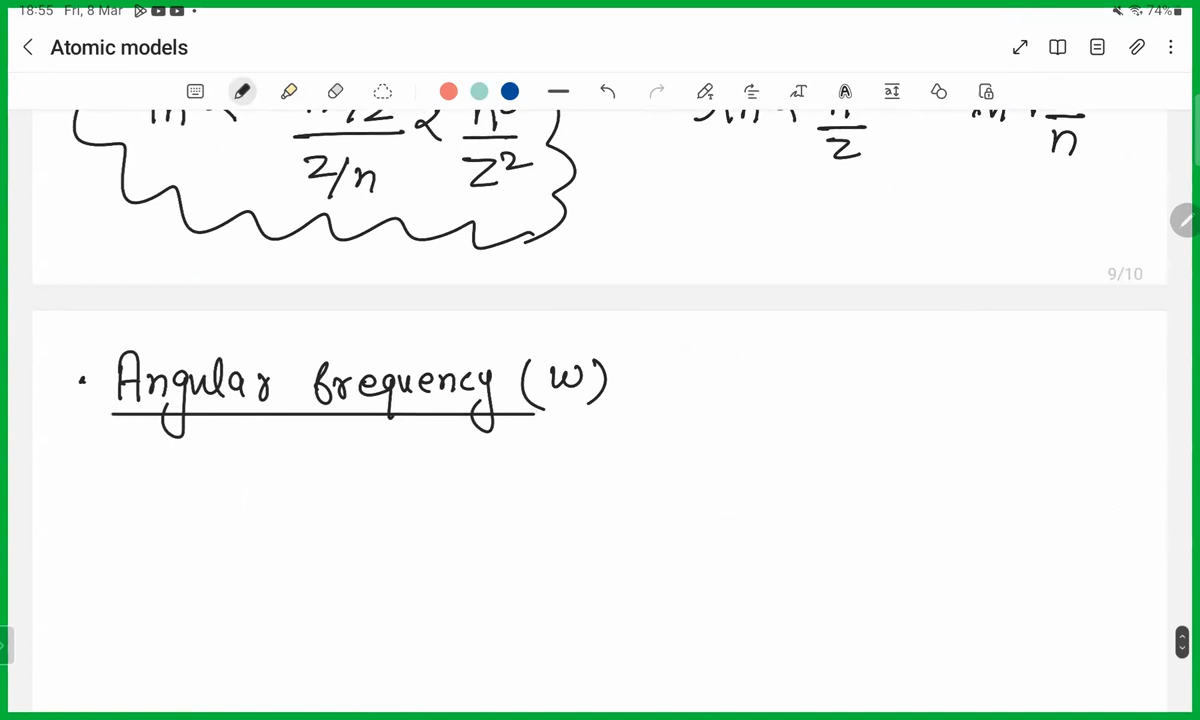 18:55 Fri, 8 Mar 74%
Atomic models
z/n z² z n
9/10
. Angular frequency (w)